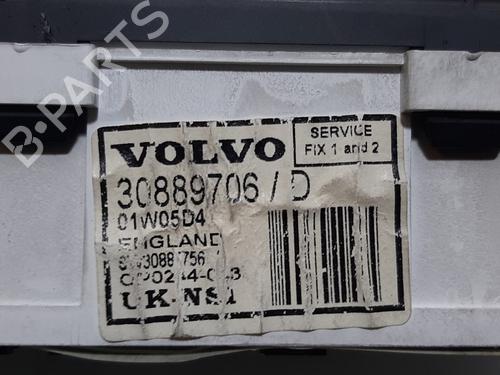 B-PARTS
VOLVO
SERVICE
FIX 1 and 2
30889706/D
01W05D4
ENGLAND
UK-NS1